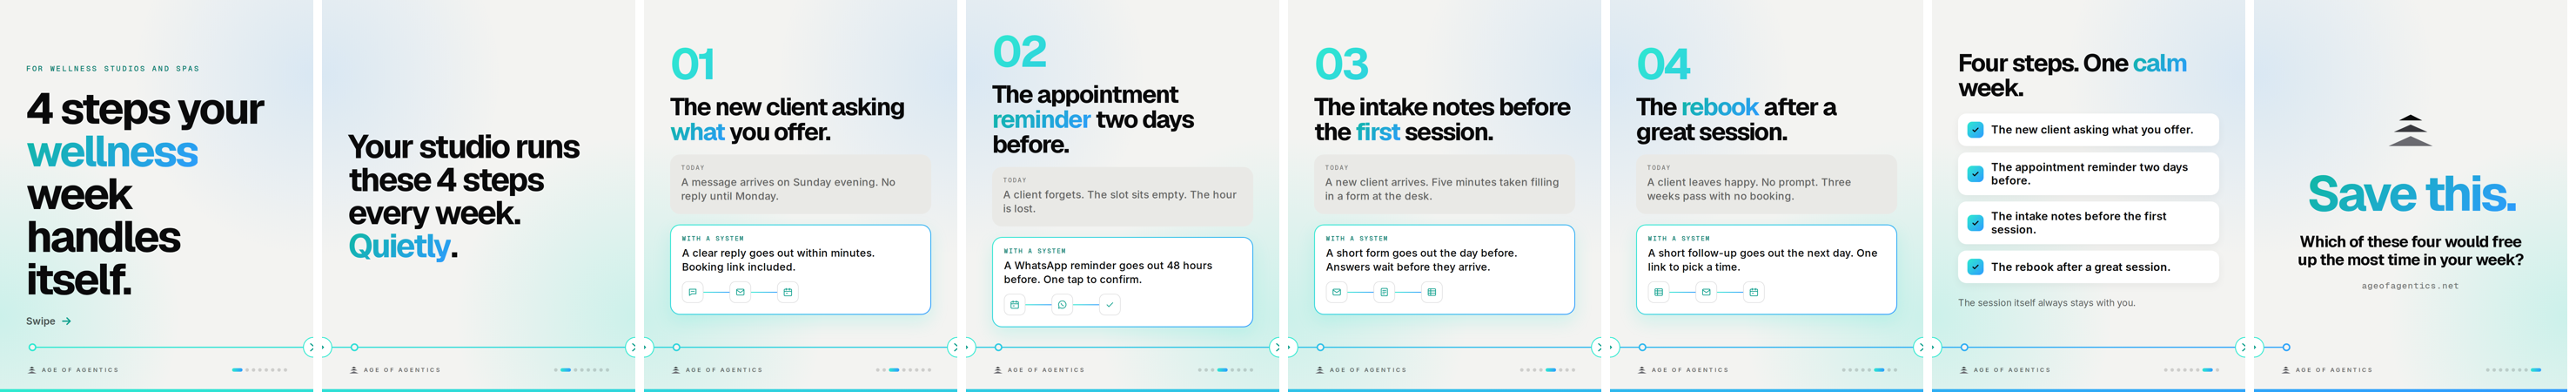 FOR WELLNESS STUDIOS AND SPAS
4 steps your
wellness
week
handles
itself.
Swipe
AGE OF AGENTICS
Your studio runs
these 4 steps
every week.
Quietly.
AGE OF AGENTICS
01
The new client asking
what you offer.
TODAY
A message arrives on Sunday evening. No
reply until Monday.
WITH A SYSTEM
A clear reply goes out within minutes.
Booking link included.
AGE OF AGENTICS
02
The appointment
reminder two days
before.
TODAY
A client forgets. The slot sits empty. The hour
is lost.
WITH A SYSTEM
A WhatsApp reminder goes out 48 hours
before. One tap to confirm.
AGE OF AGENTICS
03
The intake notes before
the first session.
TODAY
A new client arrives. Five minutes taken filling
in a form at the desk.
WITH A SYSTEM
A short form goes out the day before.
Answers wait before they arrive.
AGE OF AGENTICS
04
The rebook after a
great session.
TODAY
A client leaves happy. No prompt. Three
weeks pass with no booking.
WITH A SYSTEM
A short follow-up goes out the next day. One
link to pick a time.
AGE OF AGENTICS
Four steps. One calm
week.
The new client asking what you offer.
The appointment reminder two days
before.
The intake notes before the first
session.
The rebook after a great session.
The session itself always stays with you.
AGE OF AGENTICS
Save this.
Which of these four would free
up the most time in your week?
ageofagentics.net
AGE OF AGENTICS